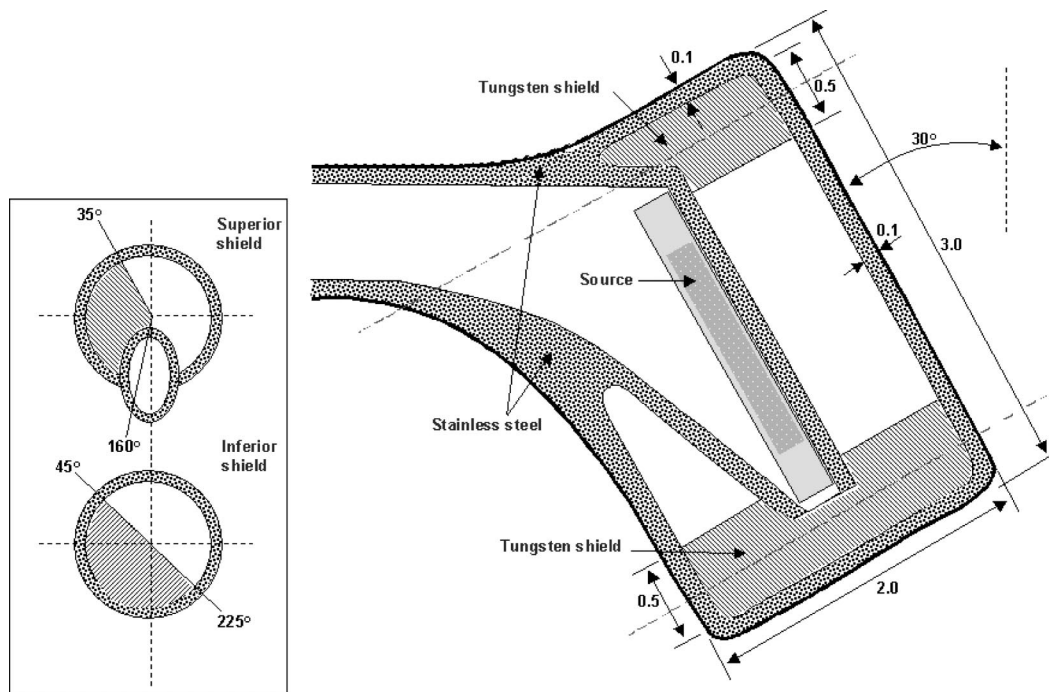 35°
Superior
shield
160°
Inferior
shield
45°
225°
0.1
Tungsten shield
0.5
30°
0.1
3.0
Source
Stainless steel
Tungsten shield
0.5
2.0